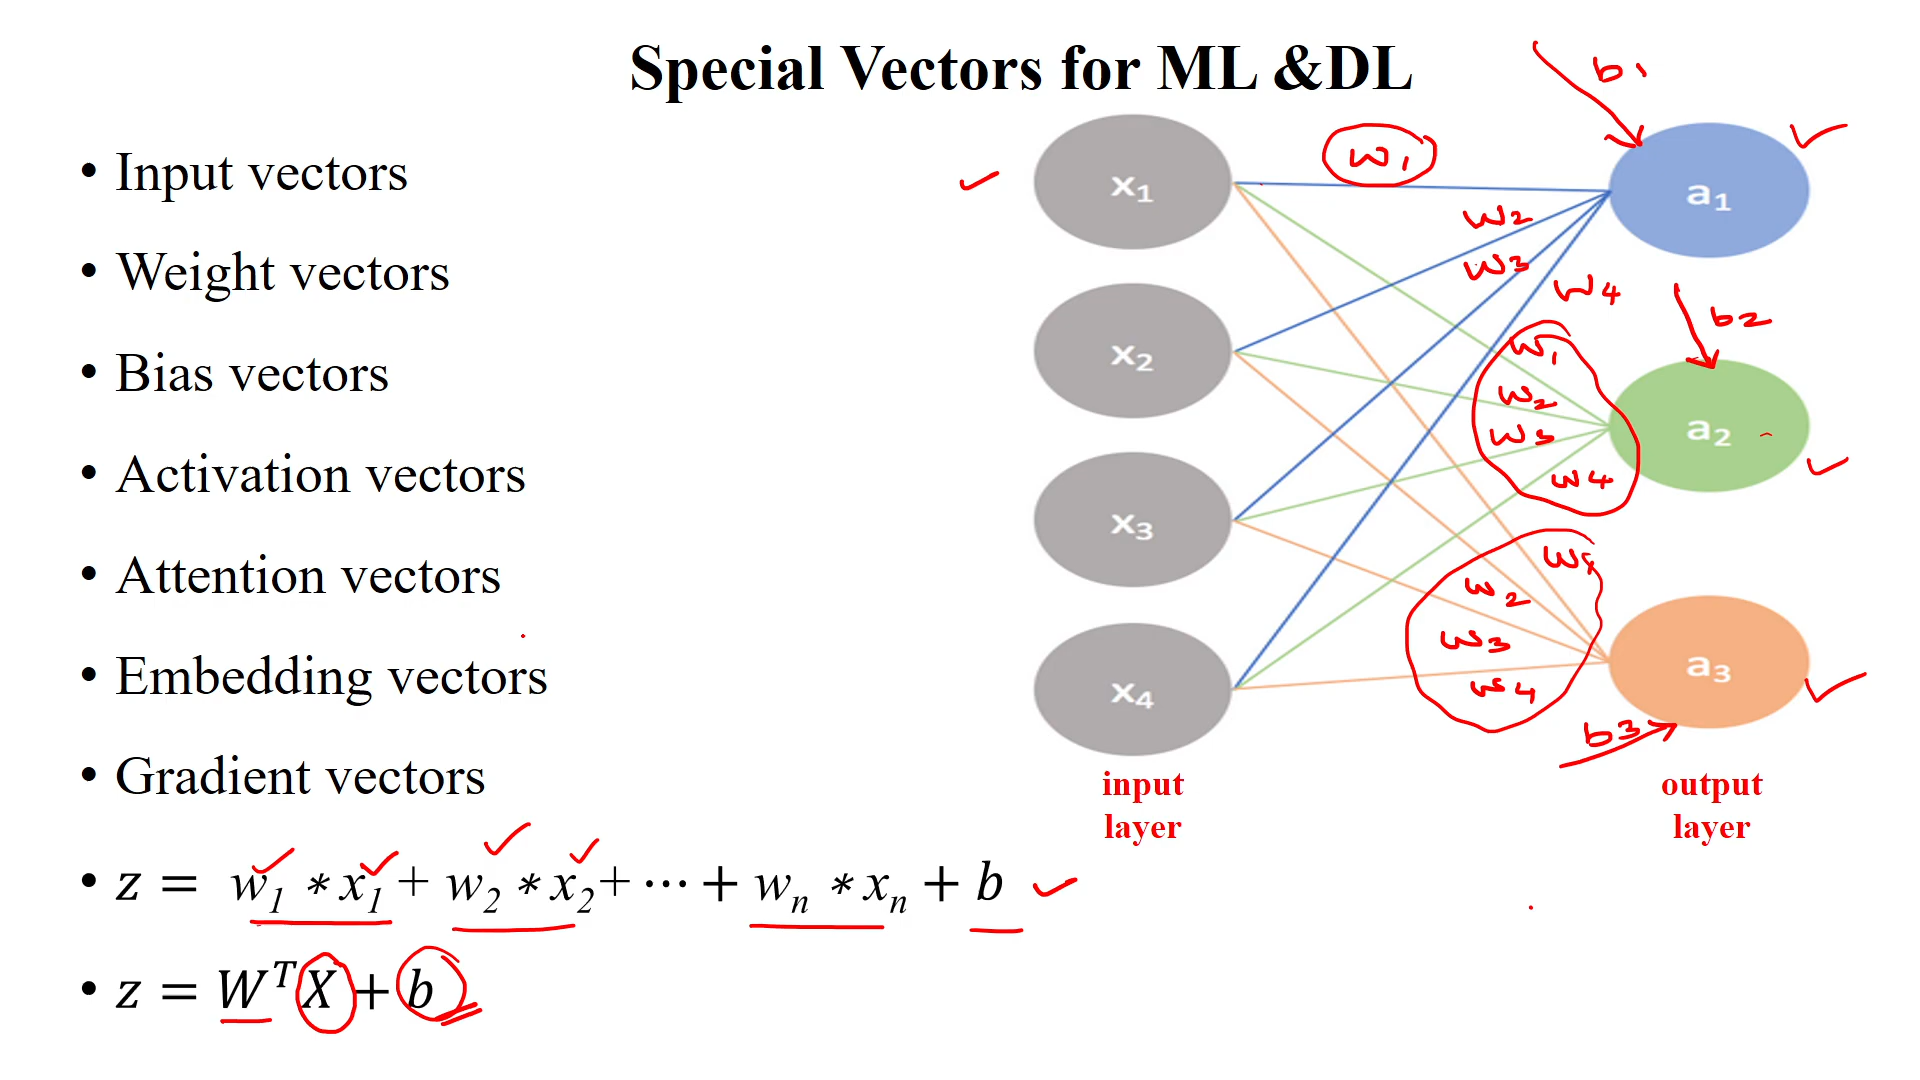 Special Vectors for ML &DL
• Input vectors
• Weight vectors
• Bias vectors
• Activation vectors
• Attention vectors
• Embedding vectors
• Gradient vectors
• z = w₁ * x₁ + w₂ * x₂ + ⋯ + wₙ * xₙ + b
• z = WᵀX + b
x₁
x₂
x₃
x₄
input
layer
w₁
w₂
w₃
w₄
b₁
a₁
w₁
w₂
w₃
w₄
b₂
a₂
w₁
w₂
w₃
w₄
b₃
a₃
output
layer